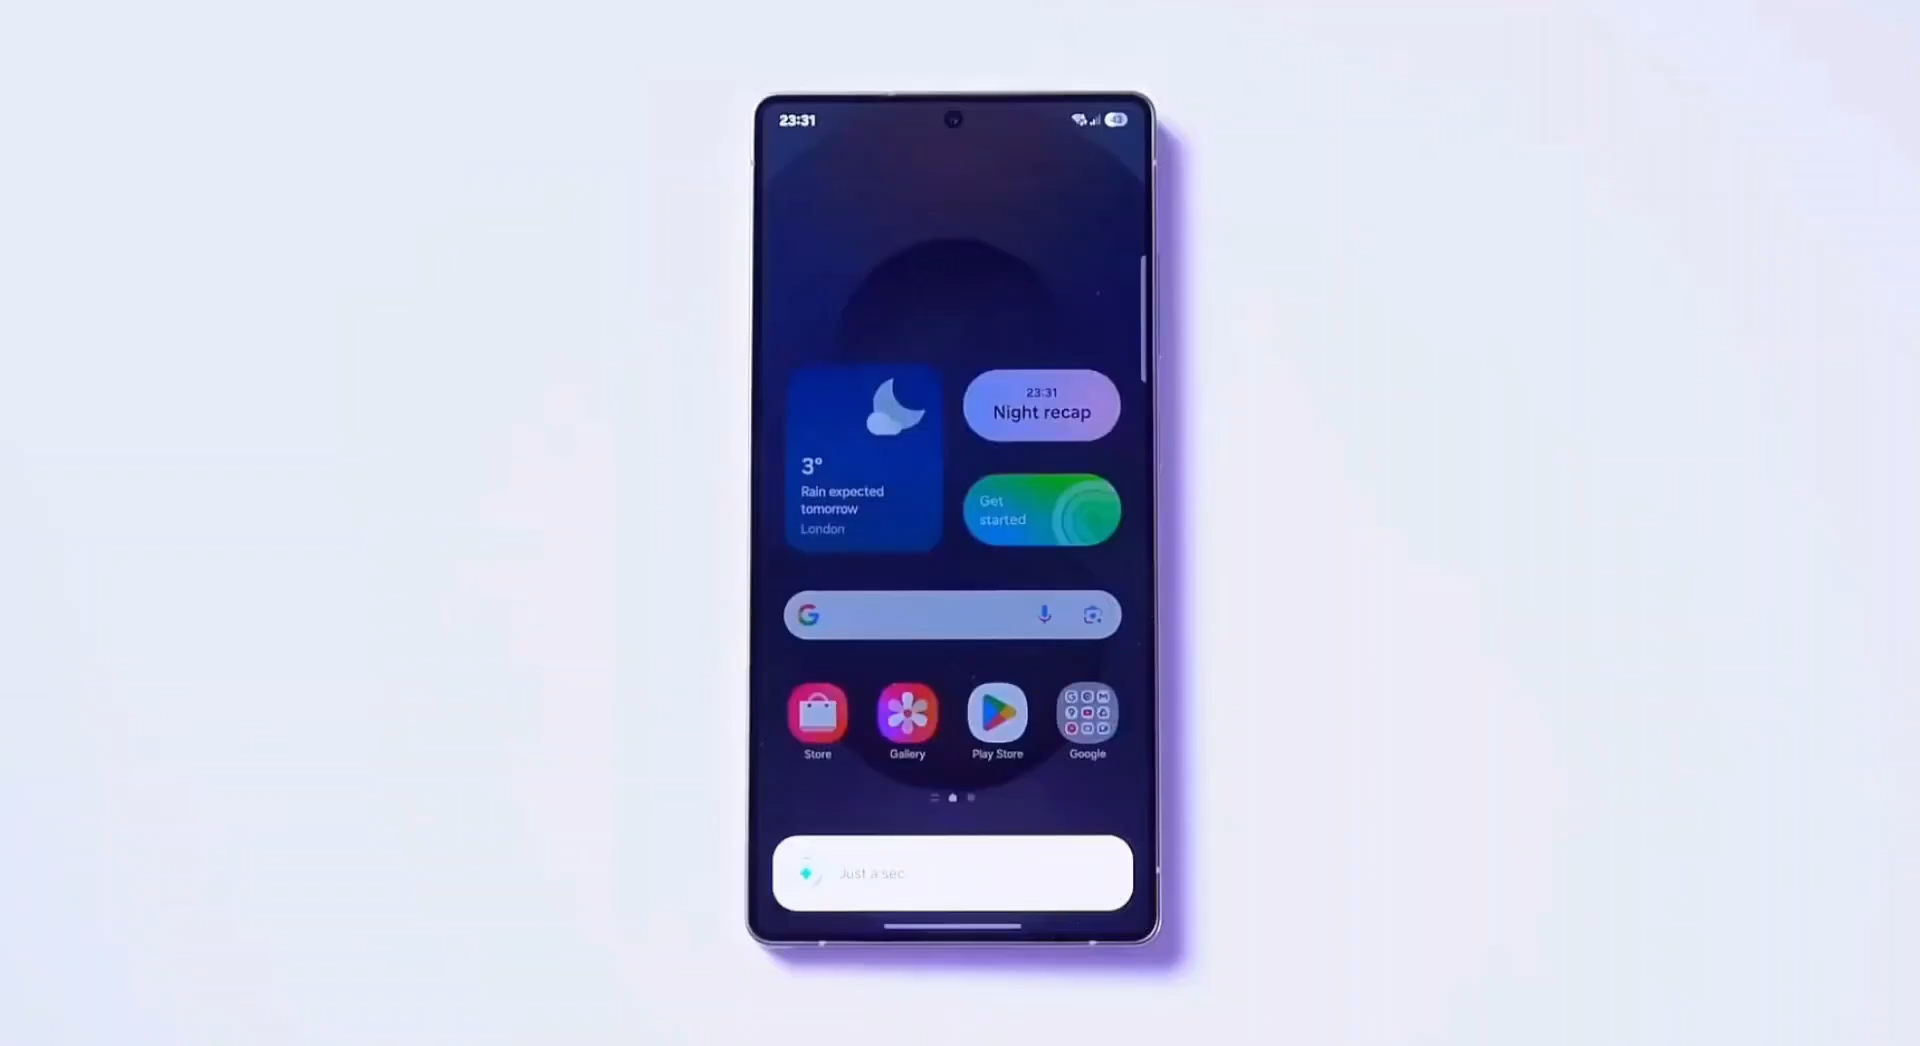 23:31
43
23:31
Night recap
3°
Rain expected
tomorrow
London
Get
started
Store
Gallery
Play Store
Google
Just a sec